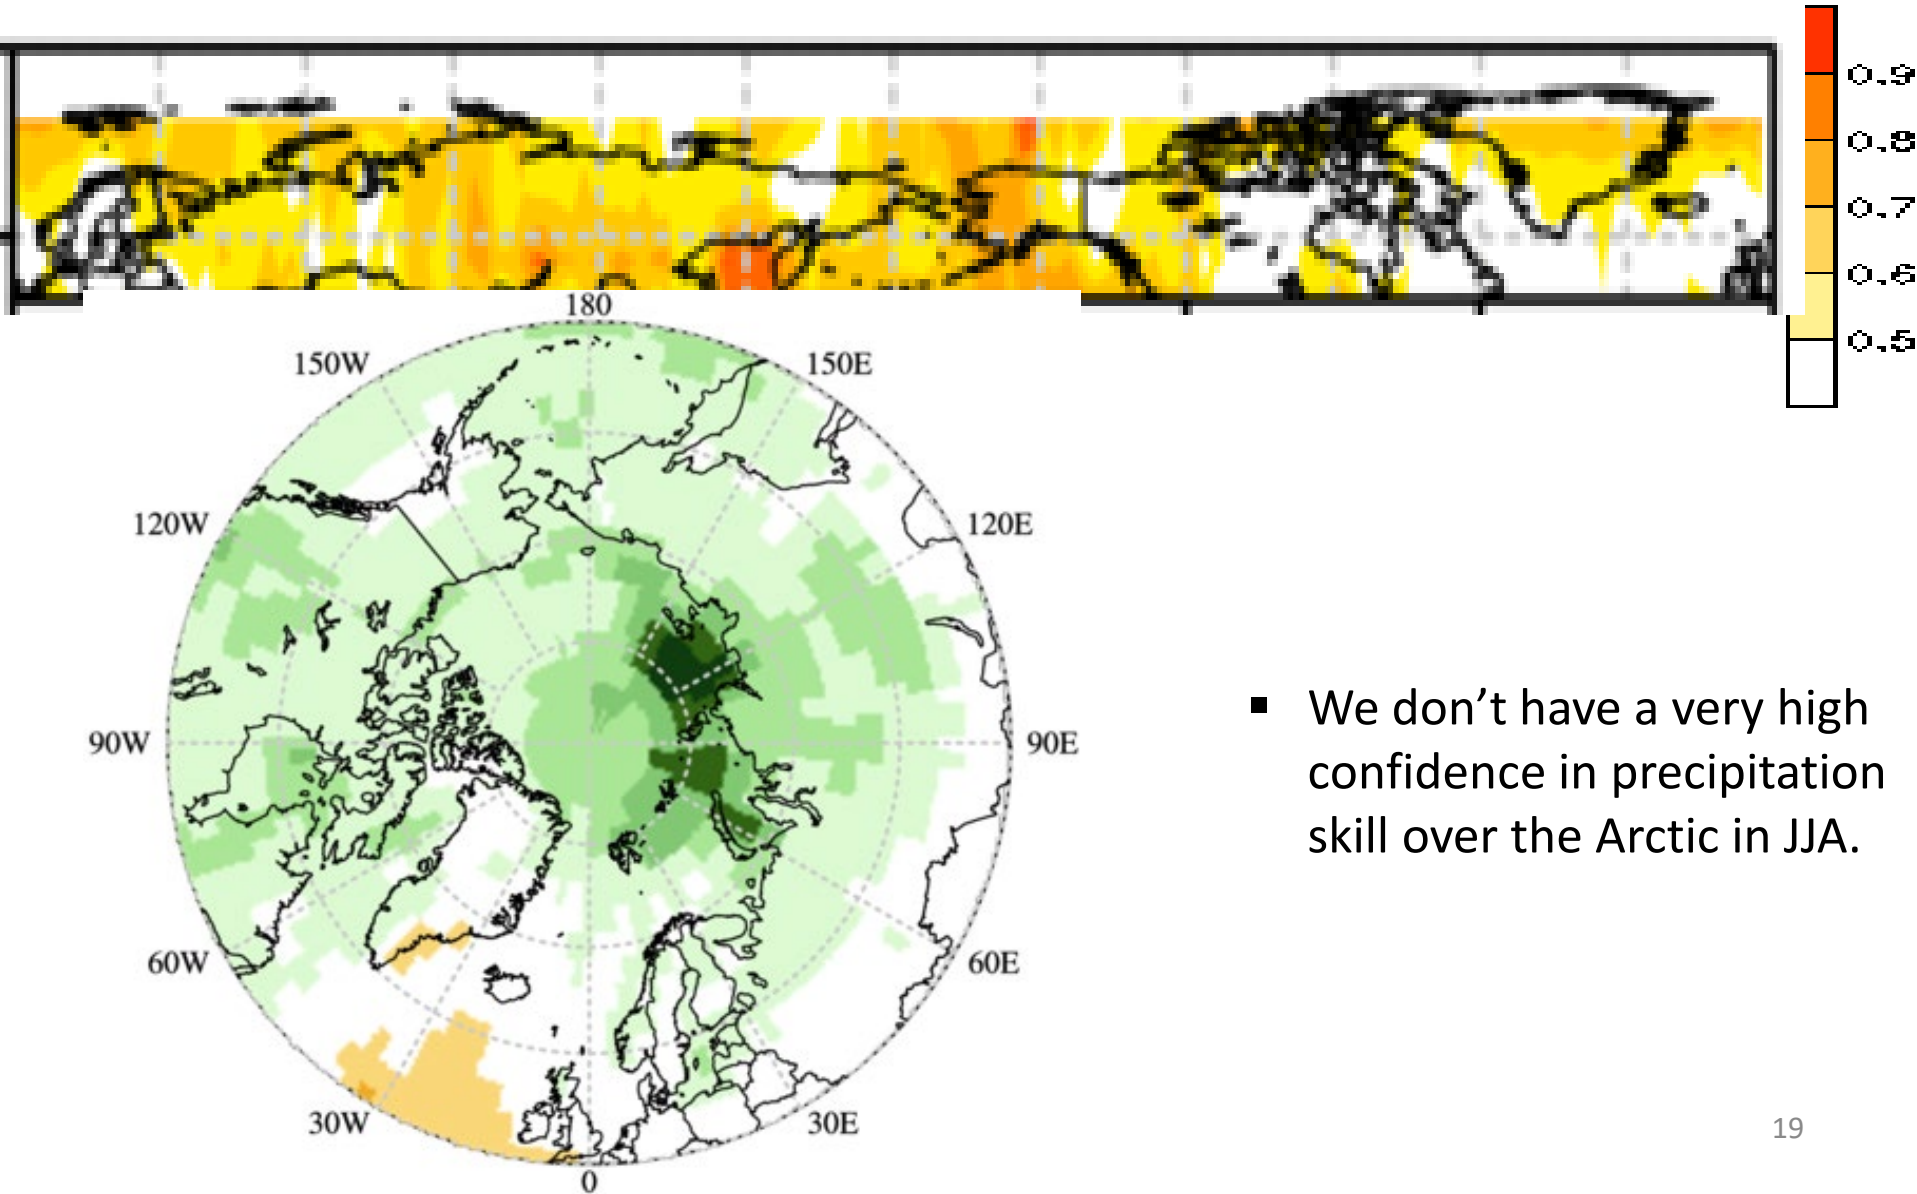 0.9
0.8
0.7
0.6
0.5
180
150W
150E
120W
120E
90W
90E
60W
60E
30W
30E
0
▪ We don’t have a very high
confidence in precipitation
skill over the Arctic in JJA.
19